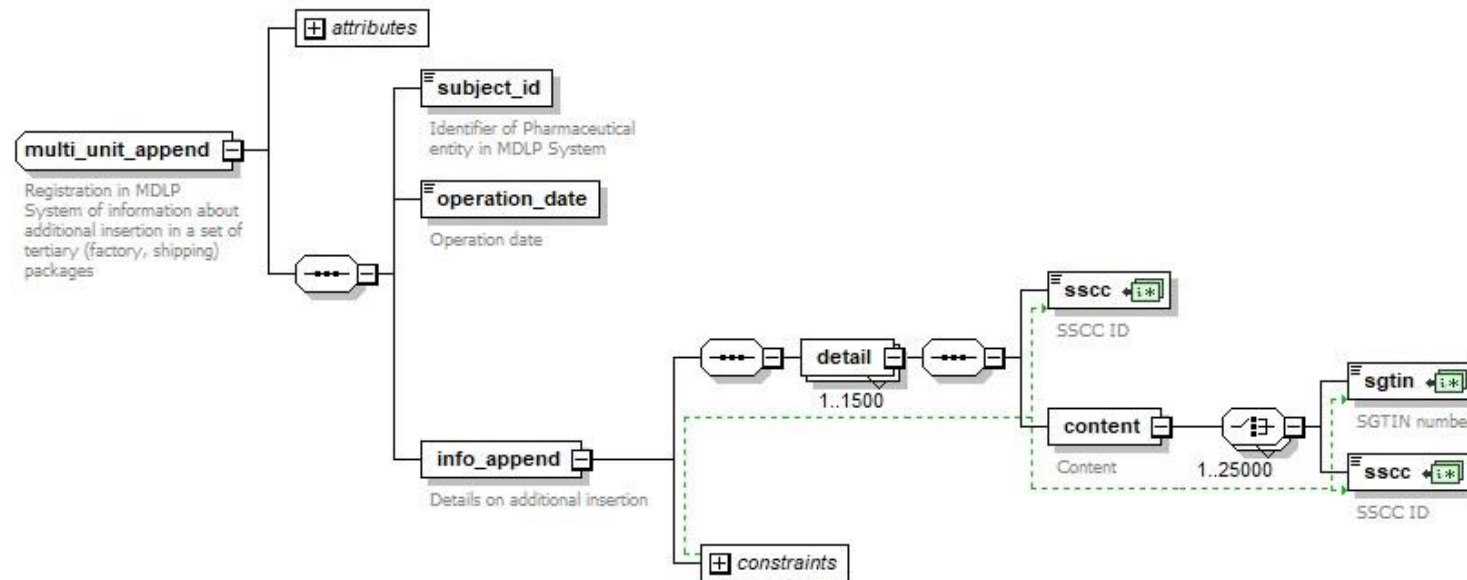 attributes
subject_id
Identifier of Pharmaceutical
entity in MDLP System
multi_unit_append
Registration in MDLP
System of information about
additional insertion in a set of
tertiary (factory, shipping)
packages
operation_date
Operation date
sscc
SSCC ID
detail
1..1500
sgtin
SGTIN numbe
content
Content
1..25000
info_append
Details on additional insertion
sscc
SSCC ID
constraints